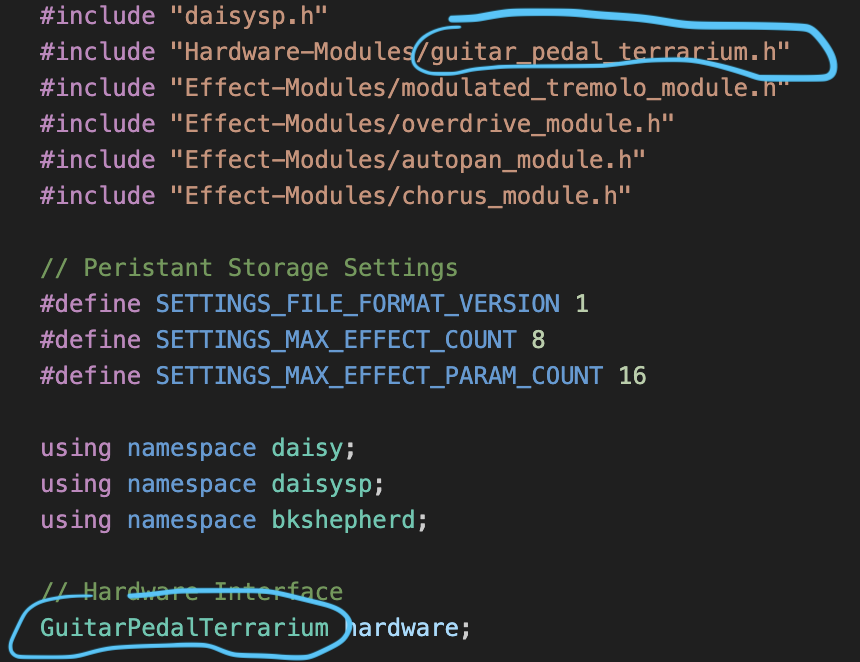 #include "daisysp.h"
#include "Hardware-Modules/guitar_pedal_terrarium.h"
#include "Effect-Modules/modulated_tremolo_module.h"
#include "Effect-Modules/overdrive_module.h"
#include "Effect-Modules/autopan_module.h"
#include "Effect-Modules/chorus_module.h"
// Peristant Storage Settings
#define SETTINGS_FILE_FORMAT_VERSION 1
#define SETTINGS_MAX_EFFECT_COUNT 8
#define SETTINGS_MAX_EFFECT_PARAM_COUNT 16
using namespace daisy;
using namespace daisysp;
using namespace bkshepherd;
// Hardware Interface
GuitarPedalTerrarium hardware;